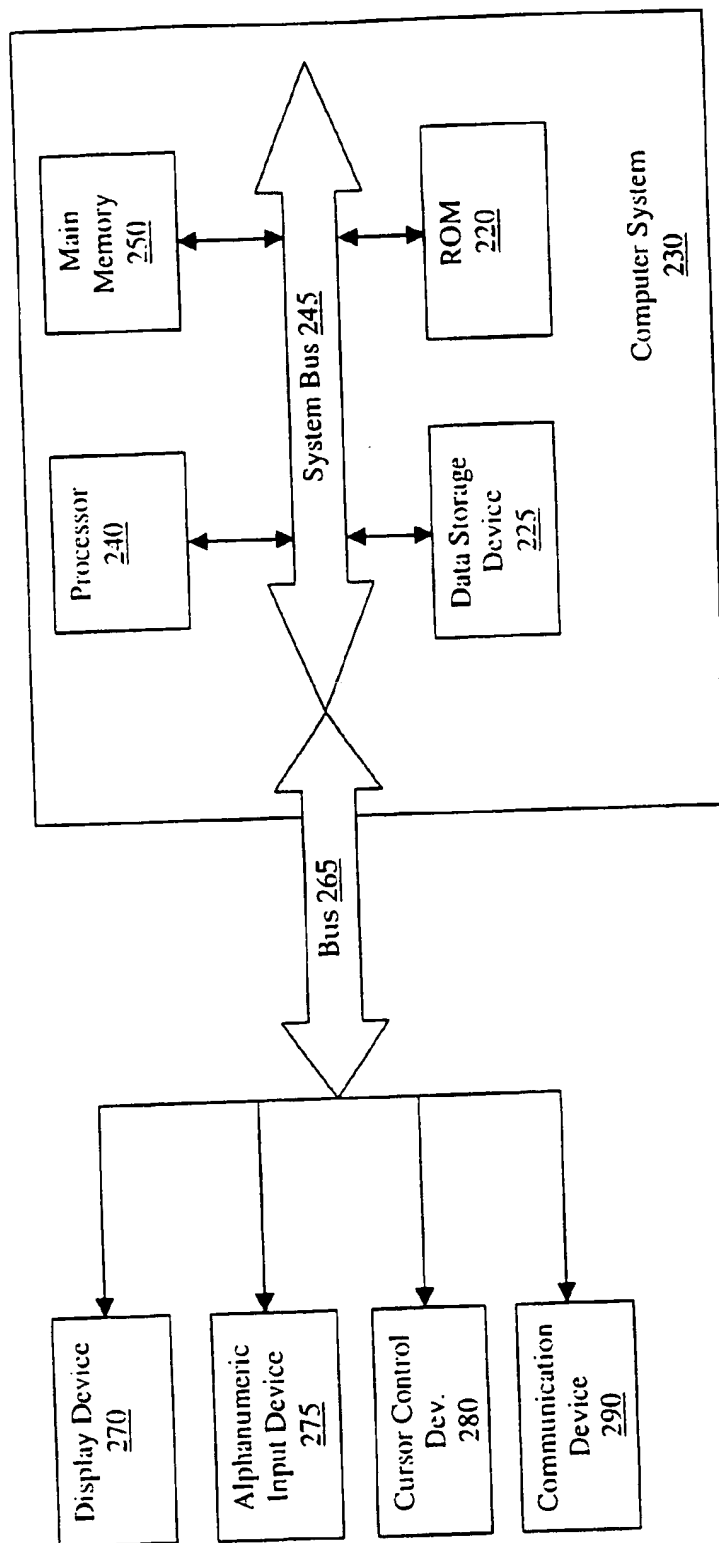 Display Device
270
Alphanumeric
Input Device
275
Cursor Control
Dev.
280
Communication
Device
290
Bus 265
Processor
240
Main
Memory
250
System Bus 245
Data Storage
Device
225
ROM
220
Computer System
230